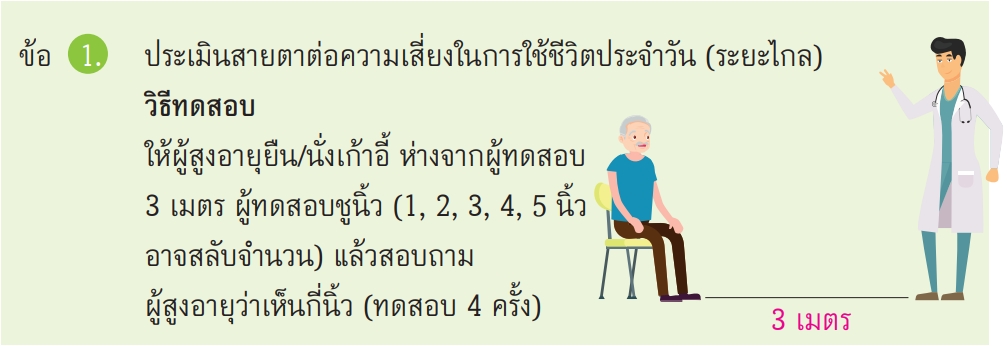 ข้อ 1. ประเมินสายตาต่อความเสี่ยงในการใช้ชีวิตประจำวัน (ระยะไกล)
วิธีทดสอบ
ให้ผู้สูงอายุยืน/นั่งเก้าอี้ ห่างจากผู้ทดสอบ
3 เมตร ผู้ทดสอบชูนิ้ว (1, 2, 3, 4, 5 นิ้ว
อาจสลับจำนวน) แล้วสอบถาม
ผู้สูงอายุว่าเห็นกี่นิ้ว (ทดสอบ 4 ครั้ง)
3 เมตร